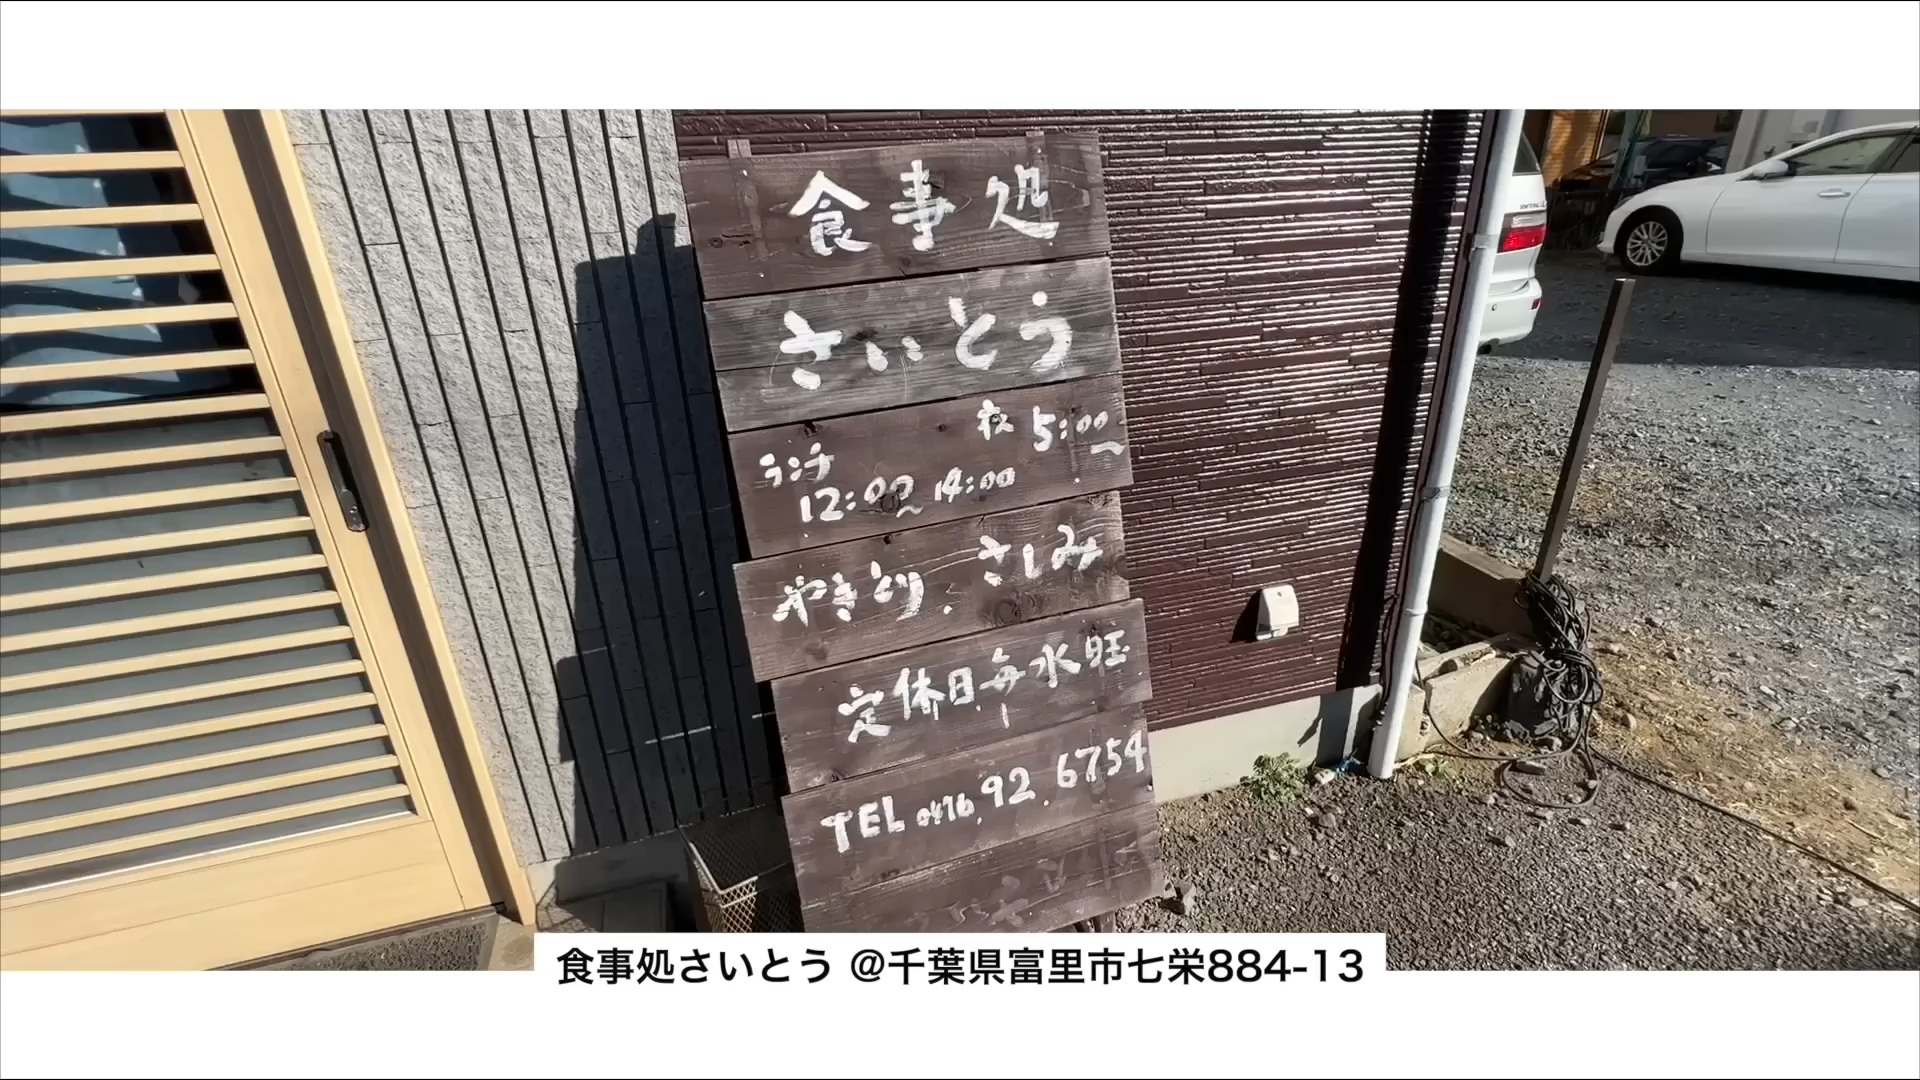 食事処
さいとう
夜 5:00〜
ランチ
12:00〜14:00
やきとり、さしみ
定休日毎水曜
TEL 0476.92.6754
食事処さいとう @千葉県富里市七栄884-13